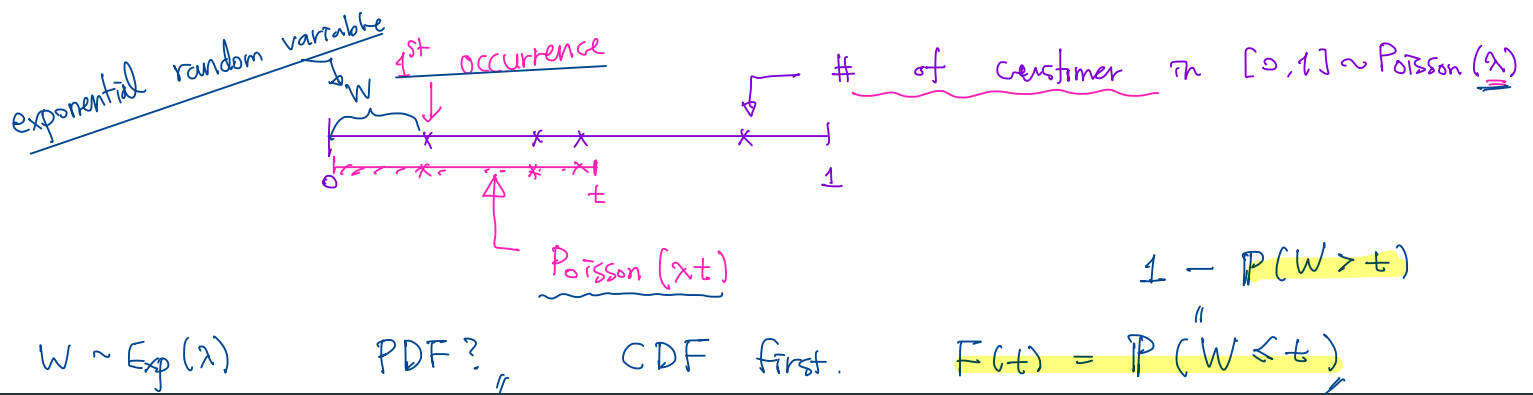 exponential random variable
1st occurrence
# of custimer in [0,1] ~ Poisson(λ)
W
0 t 1
Poisson (λt)
1 - P(W > t)
"
W ~ Exp(λ) PDF? CDF first. F(t) = P(W ≤ t)